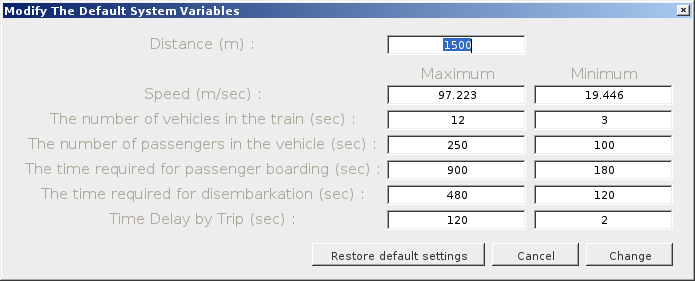 Modify The Default System Variables
Distance (m) : 1500
Maximum Minimum
Speed (m/sec) : 97.223 19.446
The number of vehicles in the train (sec) : 12 3
The number of passengers in the vehicle (sec) : 250 100
The time required for passenger boarding (sec) : 900 180
The time required for disembarkation (sec) : 480 120
Time Delay by Trip (sec) : 120 2
Restore default settings Cancel Change